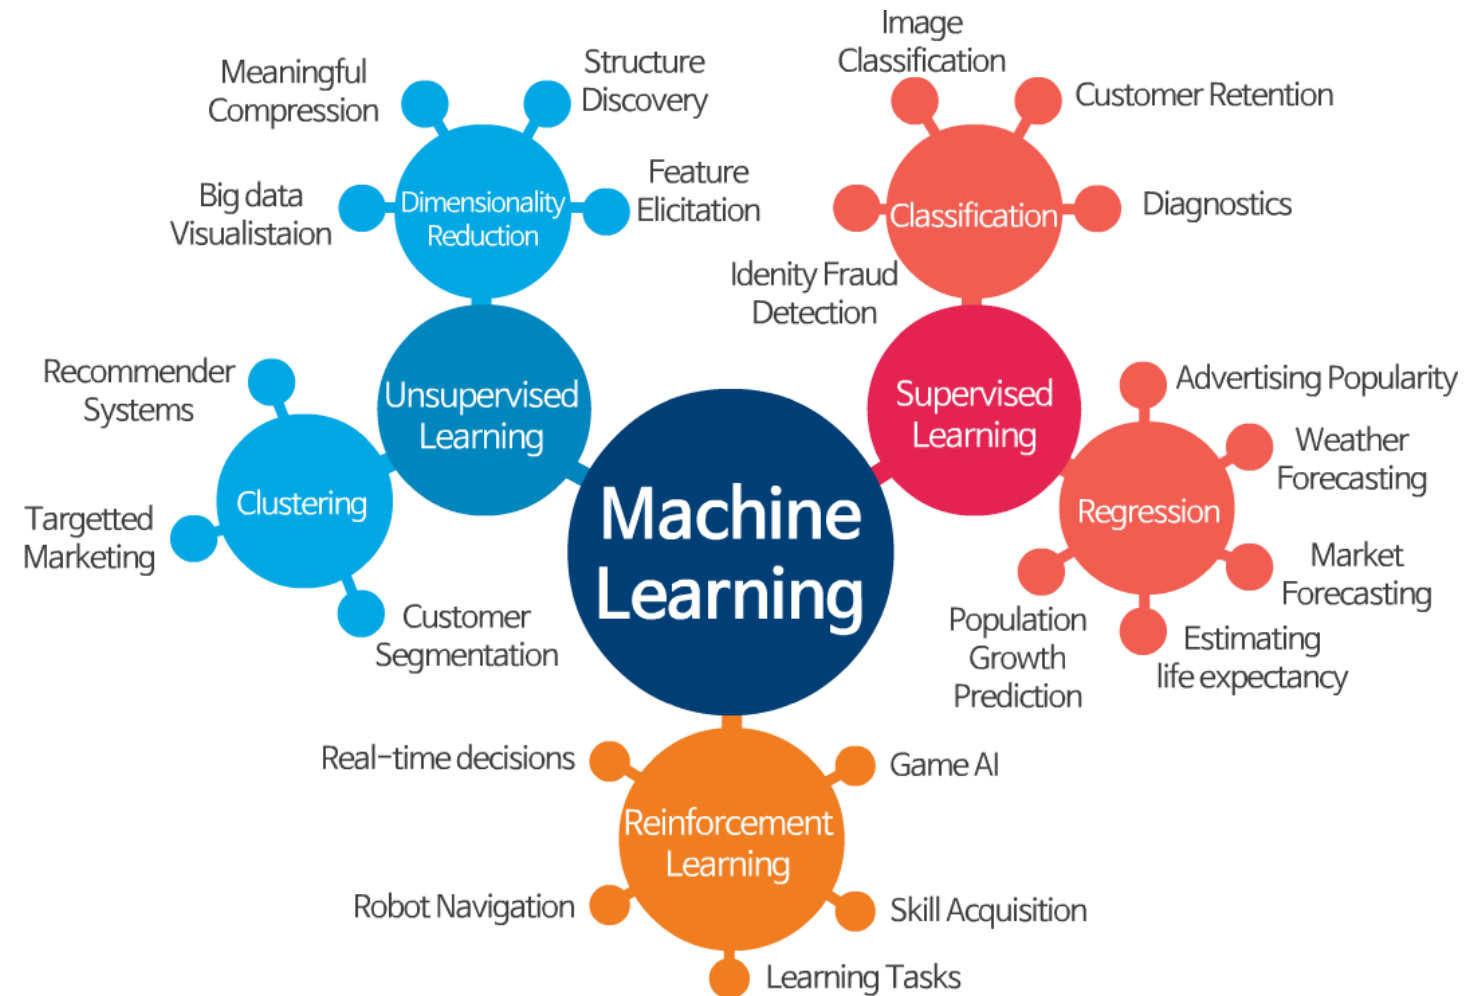 Meaningful
Compression
Structure
Discovery
Big data
Visualistaion
Dimensionality
Reduction
Feature
Elicitation
Image
Classification
Customer Retention
Classification
Diagnostics
Idenity Fraud
Detection
Recommender
Systems
Unsupervised
Learning
Clustering
Targetted
Marketing
Customer
Segmentation
Machine
Learning
Supervised
Learning
Advertising Popularity
Weather
Forecasting
Regression
Market
Forecasting
Population
Growth
Prediction
Estimating
life expectancy
Real-time decisions
Game AI
Reinforcement
Learning
Robot Navigation
Skill Acquisition
Learning Tasks